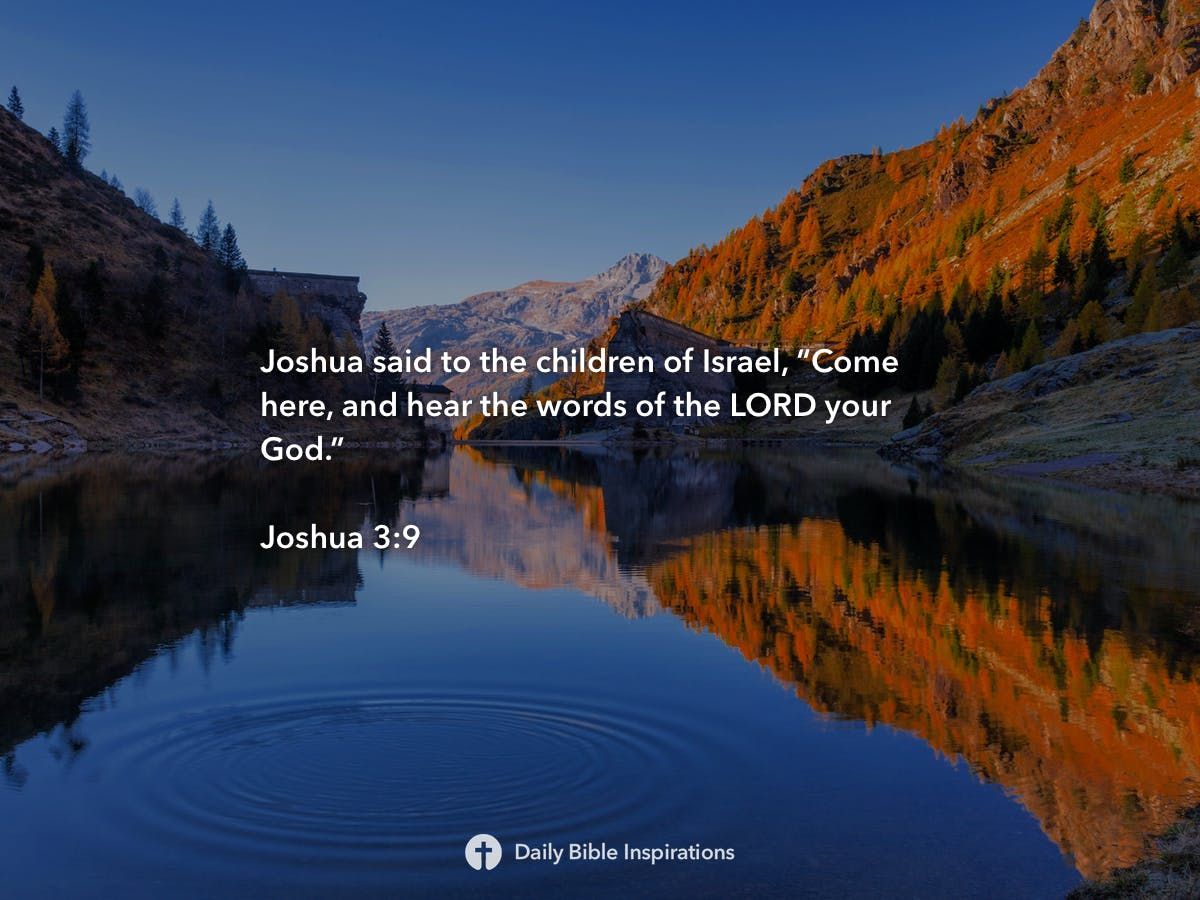 Joshua said to the children of Israel, “Come
here, and hear the words of the LORD your
God.”
Joshua 3:9
Daily Bible Inspirations